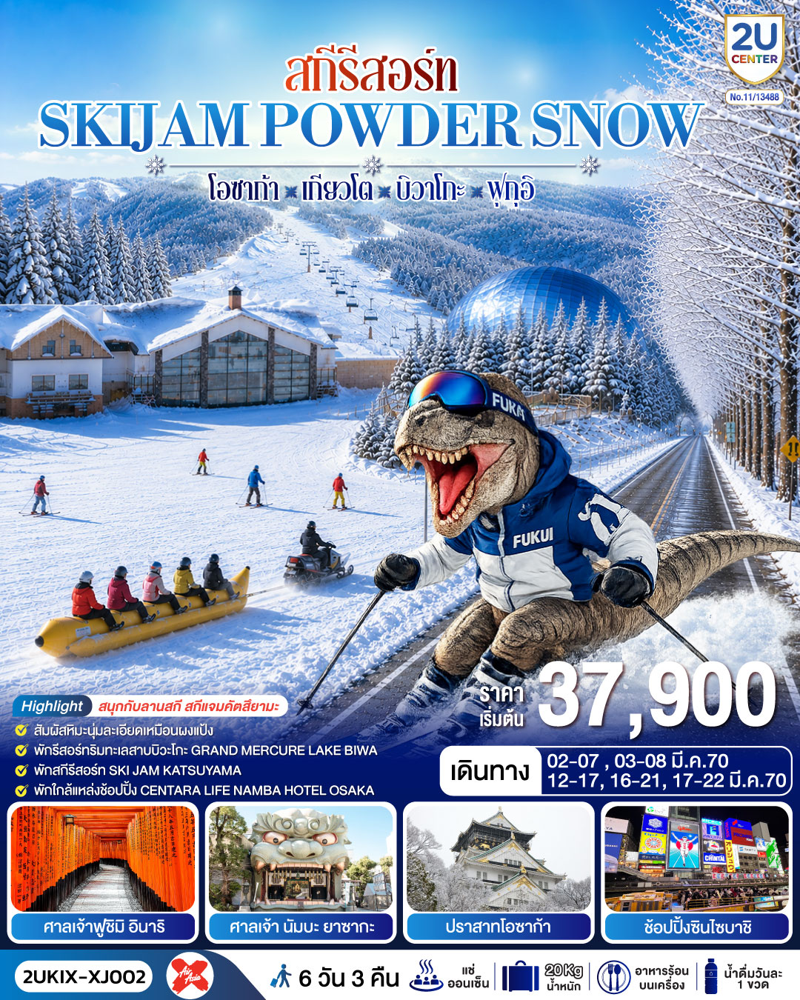 2U
CENTER
No.11/13488
สกีรีสอร์ท
SKIJAM POWDER SNOW
โอซาก้า เกียวโต บิวาโกะ ฟุกุอิ
FUKUI
ราคา
เริ่มต้น 37,900
Highlight สนุกกับลานสกี สกีแจมคัตสึยามะ
สัมผัสหิมะนุ่มละเอียดเหมือนผงแป้ง
พักรีสอร์ทริมทะเลสาบบิวะโกะ GRAND MERCURE LAKE BIWA
พักสกีรีสอร์ท SKI JAM KATSUYAMA
พักใกล้แหล่งช้อปปิ้ง CENTARA LIFE NAMBA HOTEL OSAKA
เดินทาง
02-07 , 03-08 มี.ค.70
12-17, 16-21, 17-22 มี.ค.70
ศาลเจ้าฟูชิมิ อินาริ
ศาลเจ้า นัมบะ ยาซากะ
ปราสาทโอซาก้า
ช้อปปิ้งชินไซบาชิ
2UKIX-XJ002
Air Asia X
6 วัน 3 คืน
แช่
ออนเซ็น
20Kg
น้ำหนัก
อาหารร้อน
บนเครื่อง
น้ำดื่มวันละ
1 ขวด